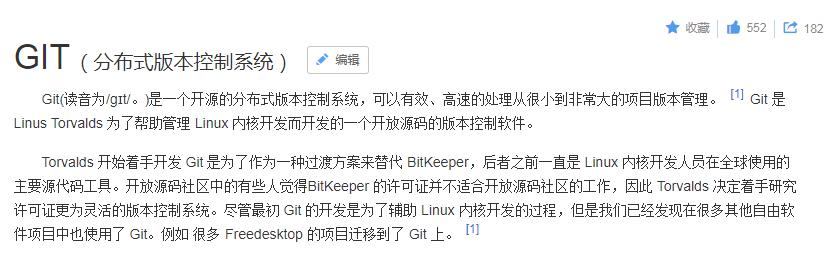 收藏 552 182
GIT（分布式版本控制系统） 编辑
Git(读音为/gɪt/。)是一个开源的分布式版本控制系统，可以有效、高速的处理从很小到非常大的项目版本管理。 [1] Git 是
Linus Torvalds 为了帮助管理 Linux 内核开发而开发的一个开放源码的版本控制软件。
Torvalds 开始着手开发 Git 是为了作为一种过渡方案来替代 BitKeeper，后者之前一直是 Linux 内核开发人员在全球使用的
主要源代码工具。开放源码社区中的有些人觉得BitKeeper 的许可证并不适合开放源码社区的工作，因此 Torvalds 决定着手研究
许可证更为灵活的版本控制系统。尽管最初 Git 的开发是为了辅助 Linux 内核开发的过程，但是我们已经发现在很多其他自由软
件项目中也使用了 Git。例如 很多 Freedesktop 的项目迁移到了 Git 上。 [1]